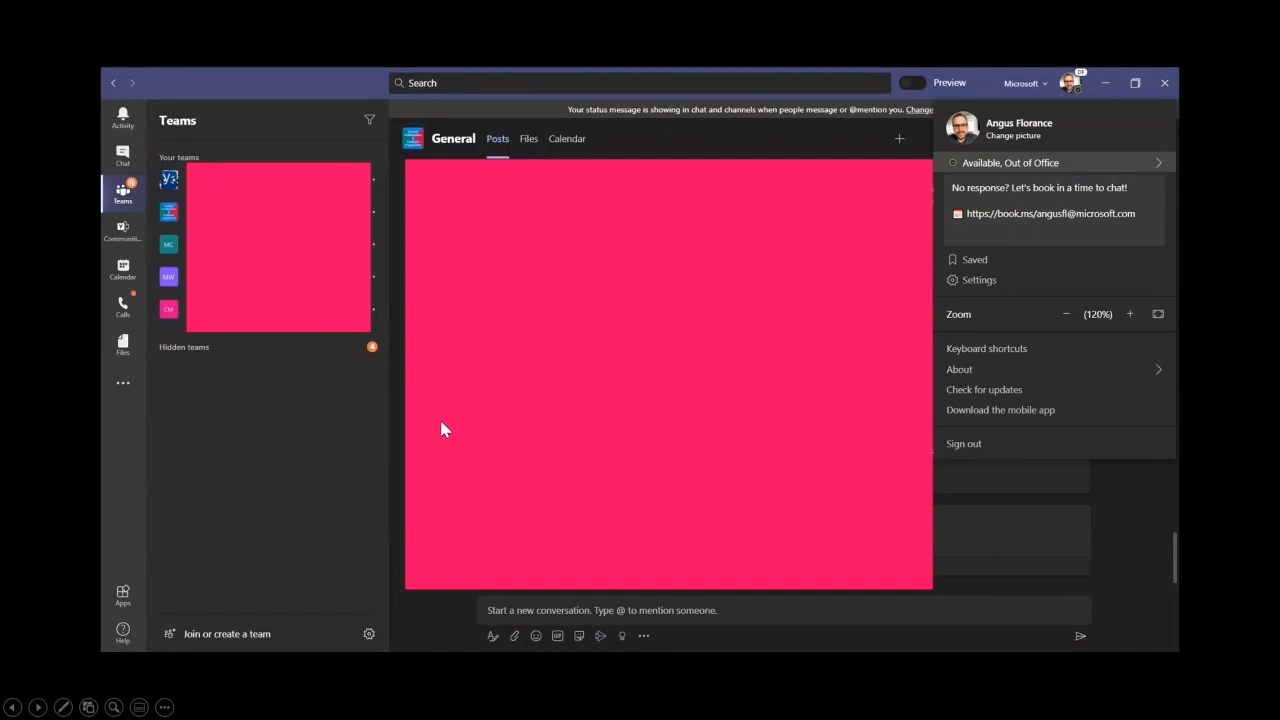 Search
Preview
Microsoft
DF
Your status message is showing in chat and channels when people message or @mention you. Change
Activity
Chat
Teams
Communiti...
Calendar
Calls
Files
Apps
Help
Teams
Your teams
MC
MW
CM
Hidden teams
4
Join or create a team
General
Posts
Files
Calendar
Start a new conversation. Type @ to mention someone.
GIF
Angus Florance
Change picture
Available, Out of Office
No response? Let's book in a time to chat!
https://book.ms/angusfl@microsoft.com
Saved
Settings
Zoom
(120%)
Keyboard shortcuts
About
Check for updates
Download the mobile app
Sign out